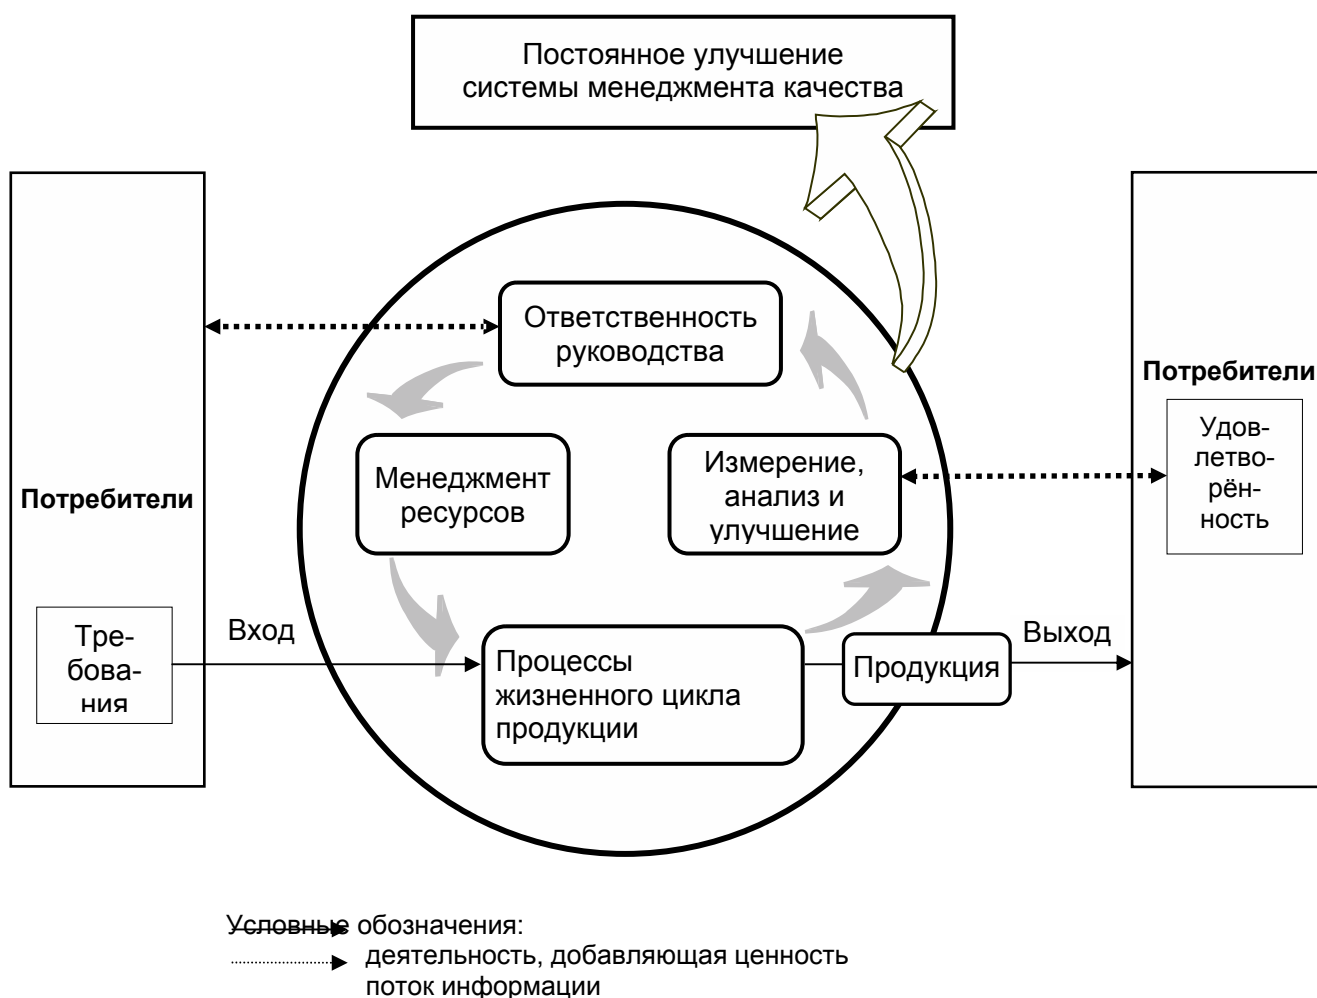 Постоянное улучшение
системы менеджмента качества
Ответственность
руководства
Потребители
Удов-
летво-
рён-
ность
Менеджмент
ресурсов
Измерение,
анализ и
улучшение
Потребители
Тре-
бова-
ния
Вход
Процессы
жизненного цикла
продукции
Продукция
Выход
Условные обозначения:
деятельность, добавляющая ценность
поток информации